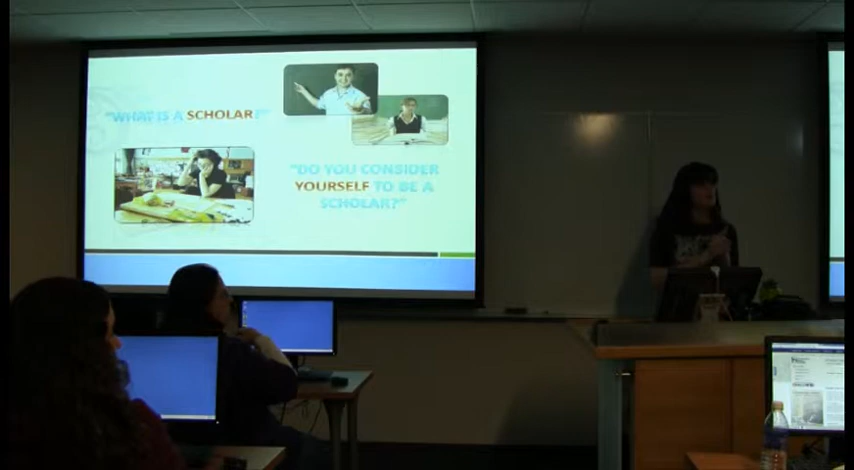 "WHAT IS A SCHOLAR?"
"DO YOU CONSIDER
YOURSELF TO BE A
SCHOLAR?"